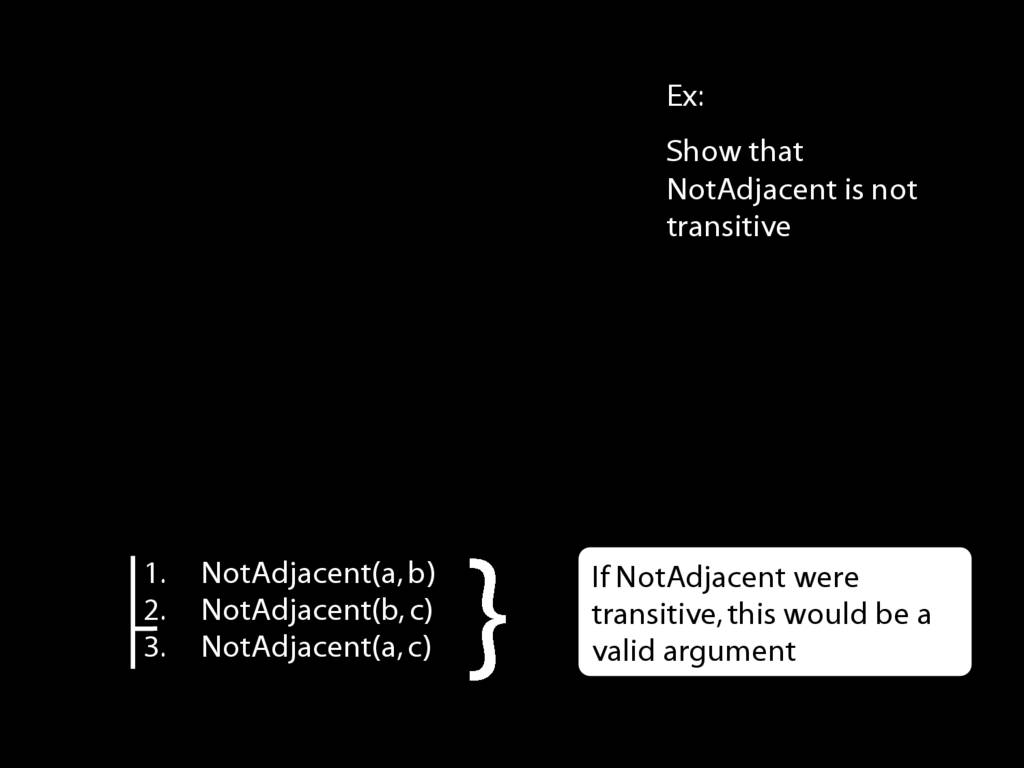 Ex:
Show that
NotAdjacent is not
transitive
1. NotAdjacent(a, b)
2. NotAdjacent(b, c)
3. NotAdjacent(a, c)
If NotAdjacent were
transitive, this would be a
valid argument